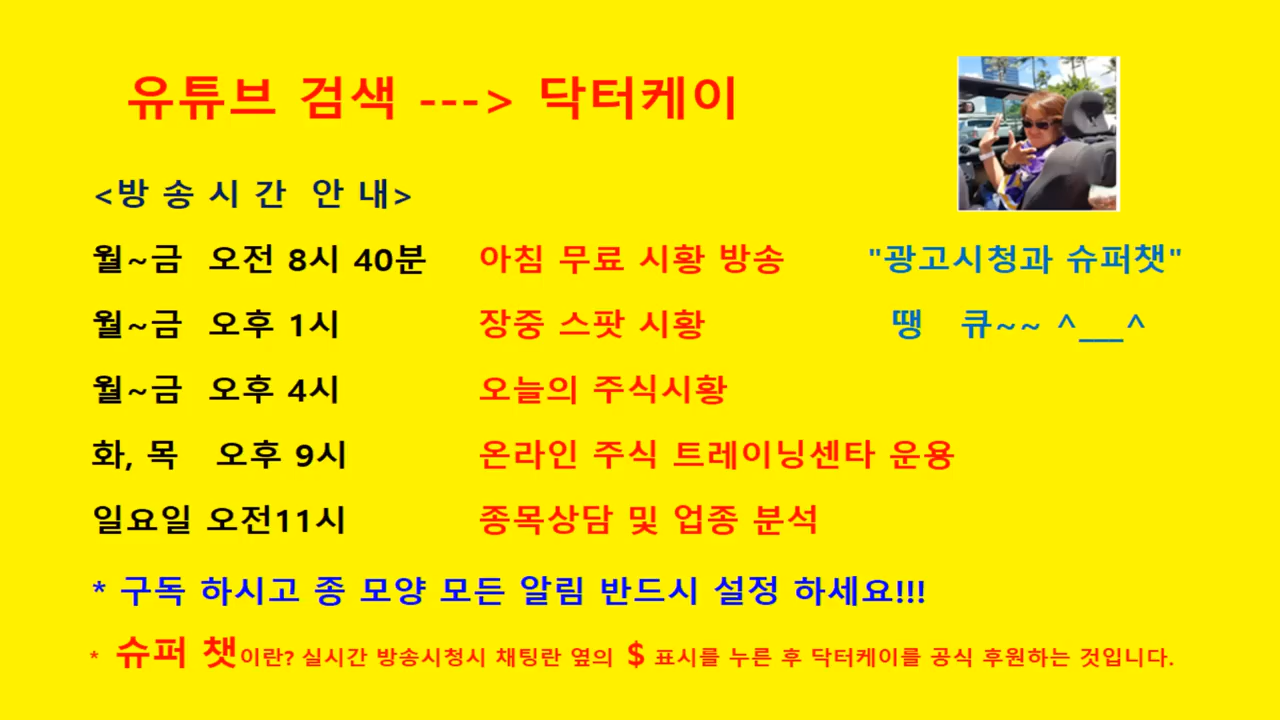 유튜브 검색 ---> 닥터케이
<방 송 시 간 안 내>
월~금 오전 8시 40분 아침 무료 시황 방송 "광고시청과 슈퍼챗"
월~금 오후 1시 장중 스팟 시황 땡 큐~~ ^___^
월~금 오후 4시 오늘의 주식시황
화, 목 오후 9시 온라인 주식 트레이닝센타 운용
일요일 오전11시 종목상담 및 업종 분석
* 구독 하시고 종 모양 모든 알림 반드시 설정 하세요!!!
* 슈퍼 챗이란? 실시간 방송시청시 채팅란 옆의 $ 표시를 누른 후 닥터케이를 공식 후원하는 것입니다.